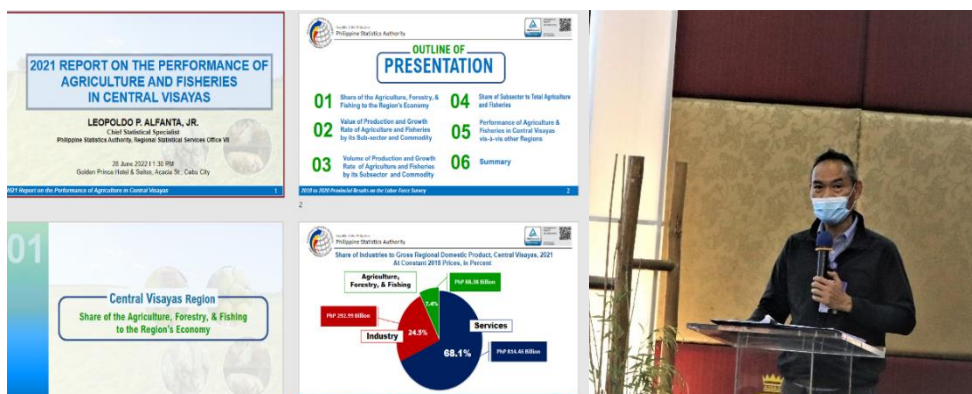 2021 REPORT ON THE PERFORMANCE OF
AGRICULTURE AND FISHERIES
IN CENTRAL VISAYAS
LEOPOLDO P. ALFANTA, JR.
Chief Statistical Specialist
Philippine Statistics Authority, Regional Statistical Services Office VII
28 June 2022 I 1:30 PM
Golden Prince Hotel & Suites, Acacia St., Cebu City
2021 Report on the Performance of Agriculture in Central Visayas
1
Philippine Statistics Authority
OUTLINE OF
PRESENTATION
01
Share of the Agriculture, Forestry, &
Fishing to the Region's Economy
02
Value of Production and Growth
Rate of Agriculture and Fisheries
by its Sub-sector and Commodity
03
Volume of Production and Growth
Rate of Agriculture and Fisheries
by its Subsector and Commodity
04
Share of Subsector to Total Agriculture
and Fisheries
05
Performance of Agriculture &
Fisheries in Central Visayas
vis-à-vis other Regions
06
Summary
2019 to 2020 Provincial Results on the Labor Force Survey
2
2
01
Central Visayas Region
Share of the Agriculture, Forestry, & Fishing
to the Region's Economy
Philippine Statistics Authority
Share of Industries to Gross Regional Domestic Product, Central Visayas, 2021
At Constant 2018 Prices, In Percent
Agriculture,
Forestry, & Fishing
7.4%
PhP 292.99 Billion
Industry
24.5%
Services
68.1%